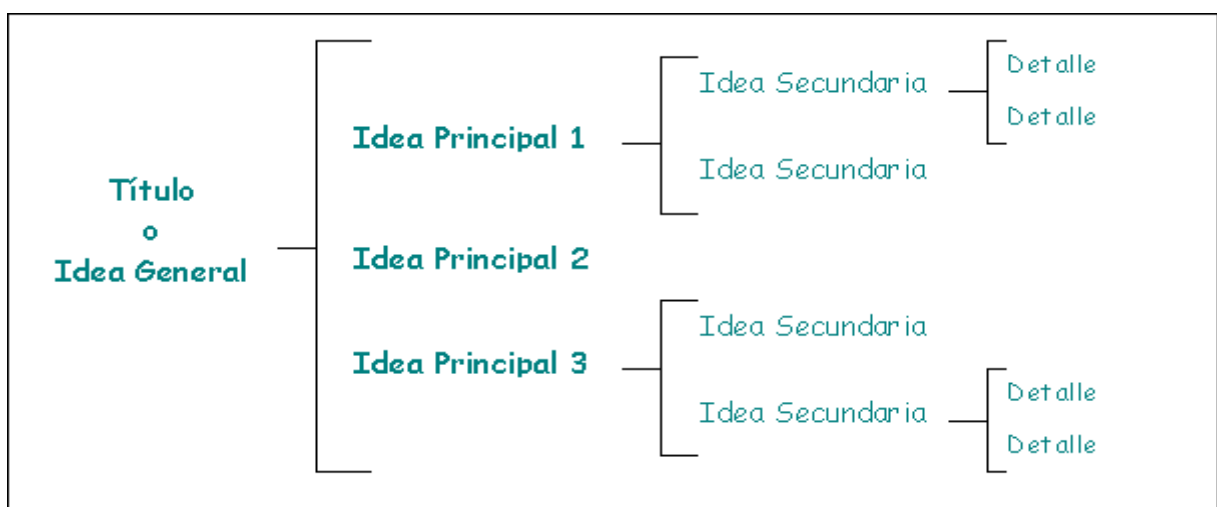 Título
o
Idea General
Idea Principal 1
Idea Secundaria
Detalle
Detalle
Idea Secundaria
Idea Principal 2
Idea Principal 3
Idea Secundaria
Idea Secundaria
Detalle
Detalle